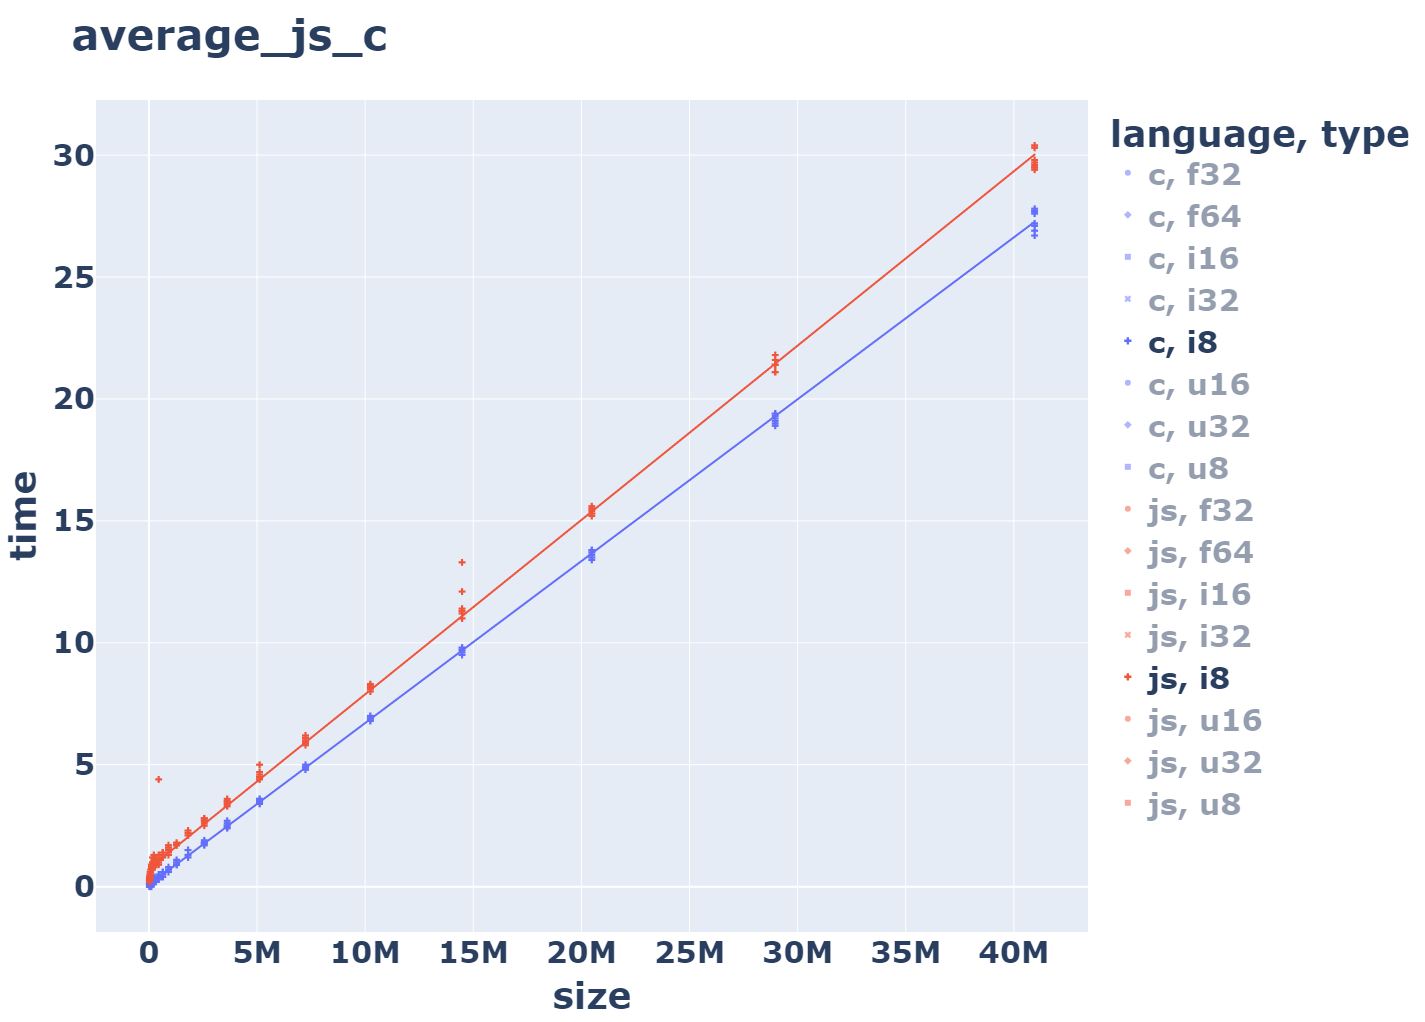 average_js_c
30
25
20
15
10
5
0
time
0 5M 10M 15M 20M 25M 30M 35M 40M
size
language, type
c, f32
c, f64
c, i16
c, i32
c, i8
c, u16
c, u32
c, u8
js, f32
js, f64
js, i16
js, i32
js, i8
js, u16
js, u32
js, u8